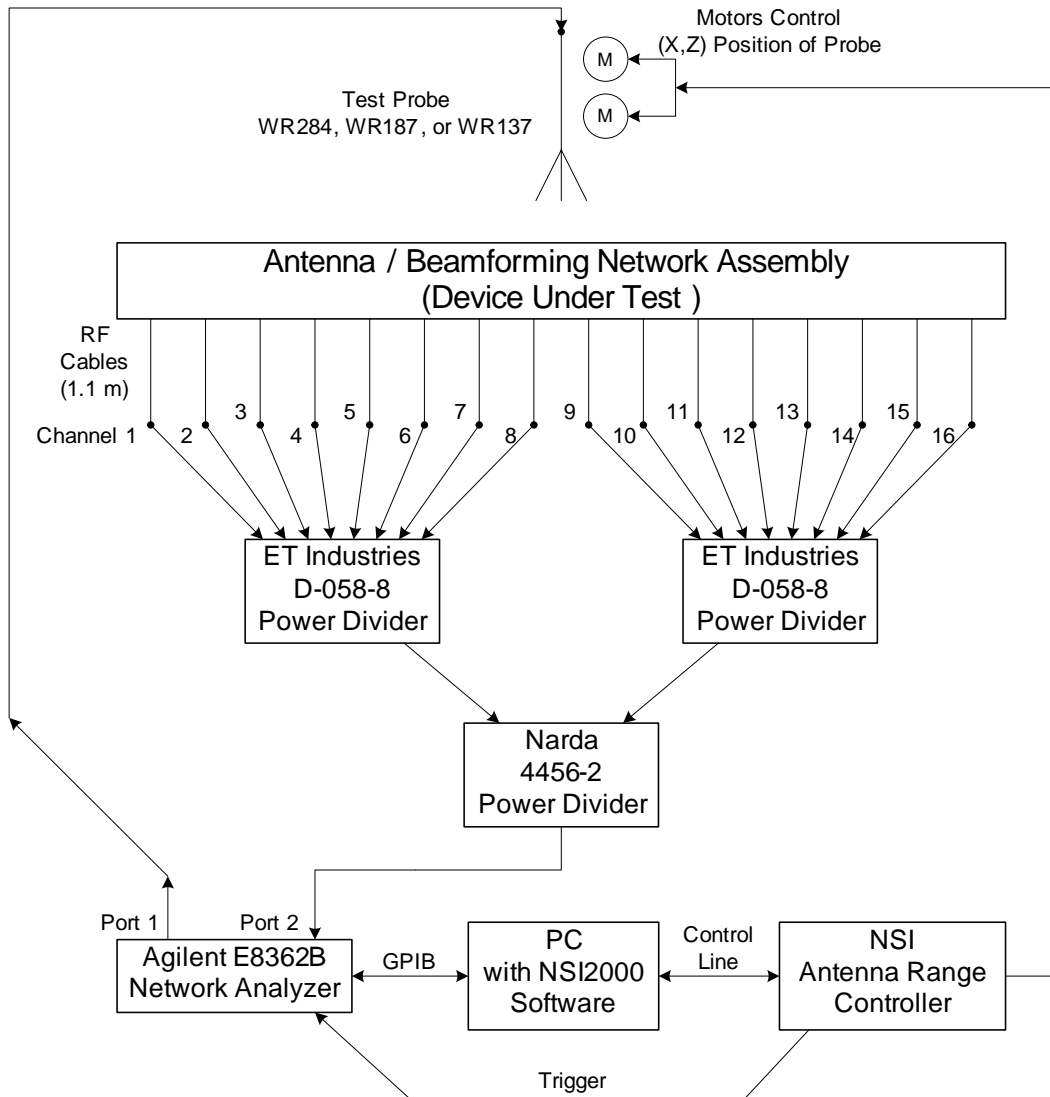 Motors Control
(X,Z) Position of Probe
M
M
Test Probe
WR284, WR187, or WR137
Antenna / Beamforming Network Assembly
(Device Under Test )
RF
Cables
(1.1 m)
Channel 1
2
3
4
5
6
7
8
9
10
11
12
13
14
15
16
ET Industries
D-058-8
Power Divider
ET Industries
D-058-8
Power Divider
Narda
4456-2
Power Divider
Port 1
Port 2
Agilent E8362B
Network Analyzer
GPIB
PC
with NSI2000
Software
Control
Line
NSI
Antenna Range
Controller
Trigger